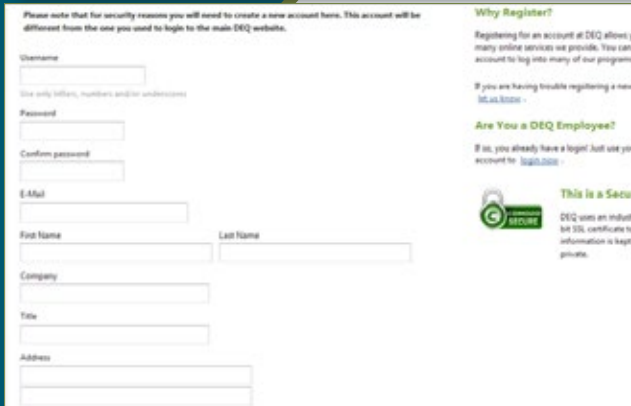 Please note that for security reasons you will need to create a new account here. This account will be
different from the one you used to login to the main DEQ website.
Username
Use only letters, numbers and/or underscores
Password
Confirm password
E-Mail
First Name
Last Name
Company
Title
Address
Why Register?
Registering for an account at DEQ allows
many online services we provide. You can
account to log into many of our program
If you are having trouble registering a new
let us know.
Are You a DEQ Employee?
If so, you already have a login! Just use
account to login now.
SECURE
This is a Secu
DEQ uses an indust
bit SSL certificate
information is kept
private.